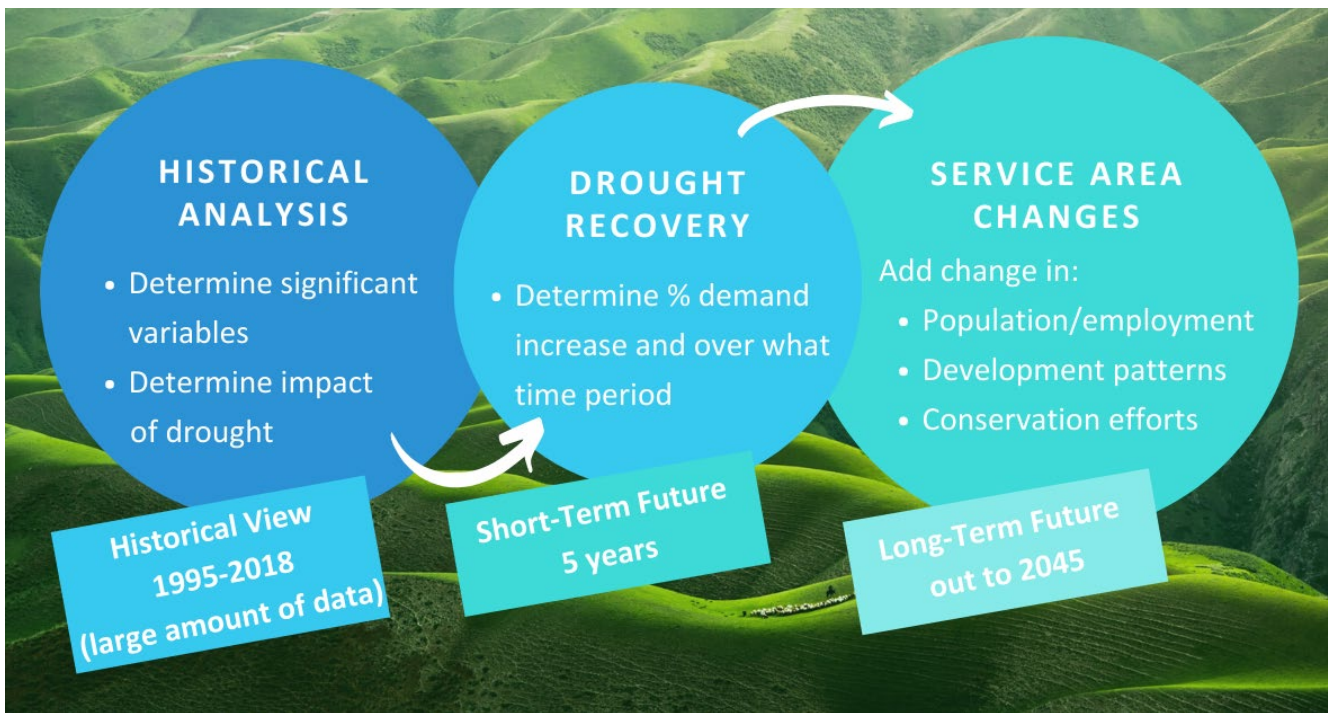 HISTORICAL
ANALYSIS
• Determine significant
variables
• Determine impact
of drought
Historical View
1995-2018
(large amount of data)
DROUGHT
RECOVERY
• Determine % demand
increase and over what
time period
Short-Term Future
5 years
SERVICE AREA
CHANGES
Add change in:
• Population/employment
• Development patterns
• Conservation efforts
Long-Term Future
out to 2045